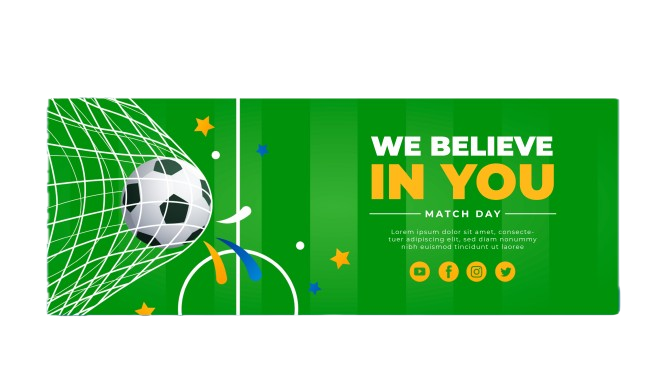 WE BELIEVE
IN YOU
MATCH DAY
Lorem ipsum dolor sit amet, consecte-
tuer adipiscing elit, sed diam nonummy
nibh euismod tincidunt ut laoree